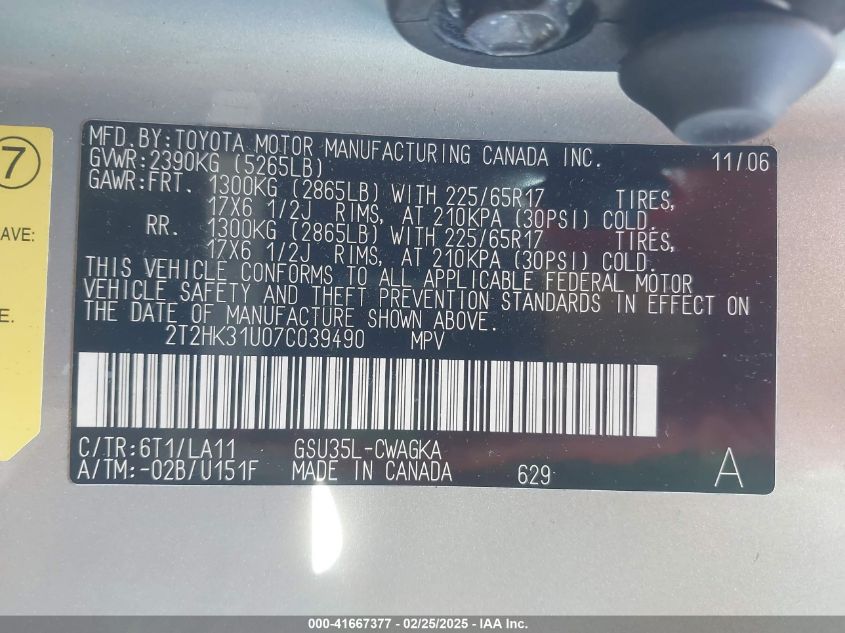 7
AVE:
E.
MFD.BY:TOYOTA MOTOR MANUFACTURING CANADA INC. 11/06
GVWR:2390KG (5265LB)
GAWR:FRT. 1300KG (2865LB) WITH 225/65R17 TIRES,
17X6 1/2J RIMS, AT 210KPA (30PSI) COLD.
RR. 1300KG (2865LB) WITH 225/65R17 TIRES,
17X6 1/2J RIMS, AT 210KPA (30PSI) COLD.
THIS VEHICLE CONFORMS TO ALL APPLICABLE FEDERAL MOTOR
VEHICLE SAFETY AND THEFT PREVENTION STANDARDS IN EFFECT ON
THE DATE OF MANUFACTURE SHOWN ABOVE.
2T2HK31U07C039490 MPV
C/TR:6T1/LA11 GSU35L-CWAGKA
A/TM:-02B/U151F MADE IN CANADA 629 A
000-41667377 - 02/25/2025 - IAA Inc.